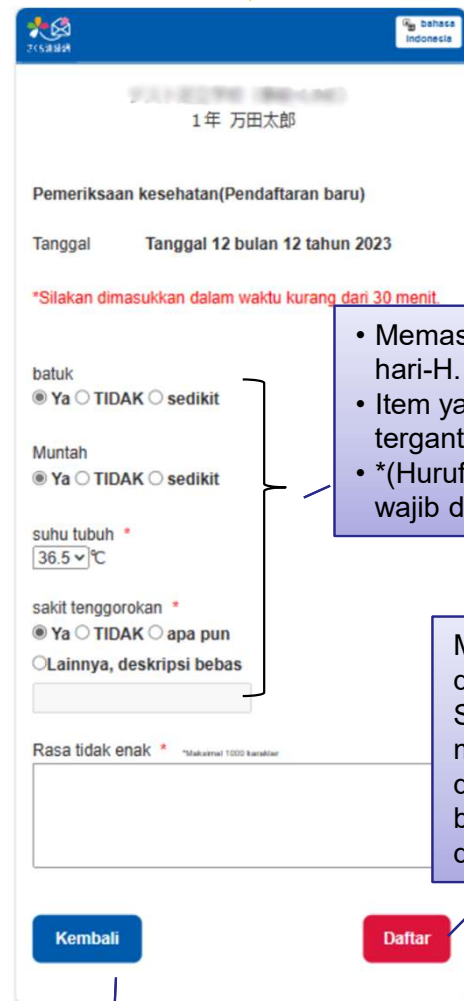 さくら連絡網
bahasa
Indonesia
1年 万田太郎
Pemeriksaan kesehatan(Pendaftaran baru)
Tanggal Tanggal 12 bulan 12 tahun 2023
*Silakan dimasukkan dalam waktu kurang dari 30 menit.
batuk
Ya TIDAK sedikit
Muntah
Ya TIDAK sedikit
suhu tubuh *
36.5 ℃
sakit tenggorokan *
Ya TIDAK apa pun
Lainnya, deskripsi bebas
Rasa tidak enak * *Maksimal 1000 karakter
Kembali
Daftar
• Memas
hari-H.
• Item ya
tergant
• *(Huruf
wajib d